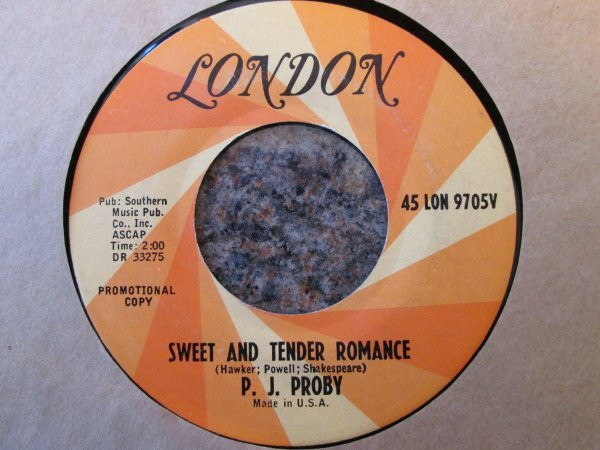 LONDON
45 LON 9705V
Pub: Southern
Music Pub.
Co., Inc.
ASCAP
Time: 2:00
DR 33275
PROMOTIONAL
COPY
SWEET AND TENDER ROMANCE
(Hawker; Powell; Shakespeare)
P. J. PROBY
Made in U.S.A.